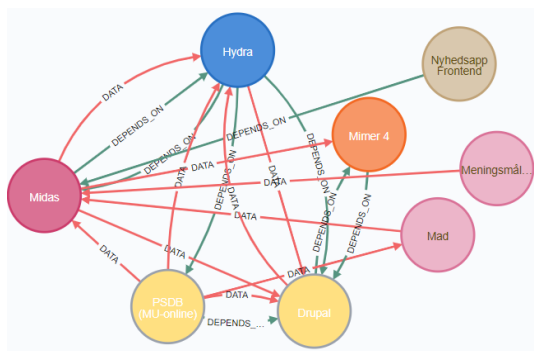 Hydra
Nyhedsapp
Frontend
DATA
DEPENDS_ON
DEPENDS_ON
DEPENDS_ON
DATA
DEPENDS_ON
DEPENDS_ON
Mimer 4
DATA
DATA
DATA
Meningsmål...
Midas
DEPENDS_ON
DEPENDS_ON
Mad
DATA
DATA
DATA
PSDB
(MU-online)
DATA
DEPENDS_...
Drupal